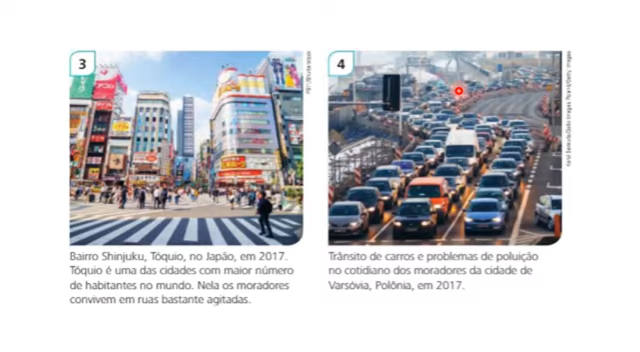 3
Bairro Shinjuku, Tóquio, no Japão, em 2017.
Tóquio é uma das cidades com maior número
de habitantes no mundo. Nela os moradores
convivem em ruas bastante agitadas.
4
Trânsito de carros e problemas de poluição
no cotidiano dos moradores da cidade de
Varsóvia, Polônia, em 2017.